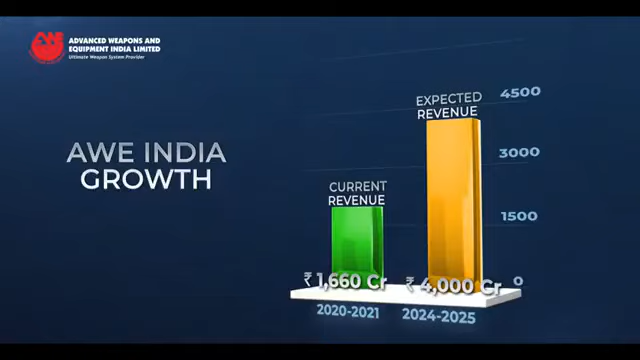 ADVANCED WEAPONS AND
EQUIPMENT INDIA LIMITED
Ultimate Weapon System Provider
AWE INDIA
GROWTH
EXPECTED
REVENUE
CURRENT
REVENUE
4500
3000
1500
0
₹ 1,660 Cr
₹ 4,000 Cr
2020-2021
2024-2025